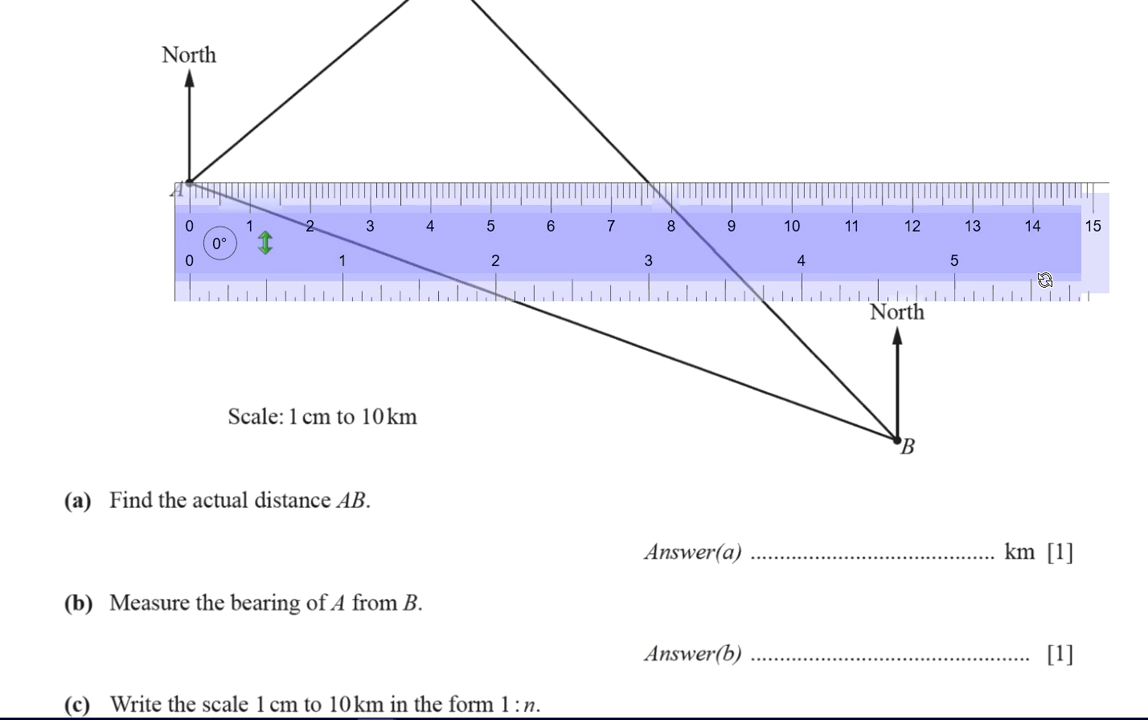 North
A
0 1 2 3 4 5 6 7 8 9 10 11 12 13 14 15
0°
0 1 2 3 4 5
North
Scale: 1 cm to 10 km
B
(a) Find the actual distance AB.
Answer(a) .......................................... km [1]
(b) Measure the bearing of A from B.
Answer(b) ................................................ [1]
(c) Write the scale 1 cm to 10 km in the form 1 : n.